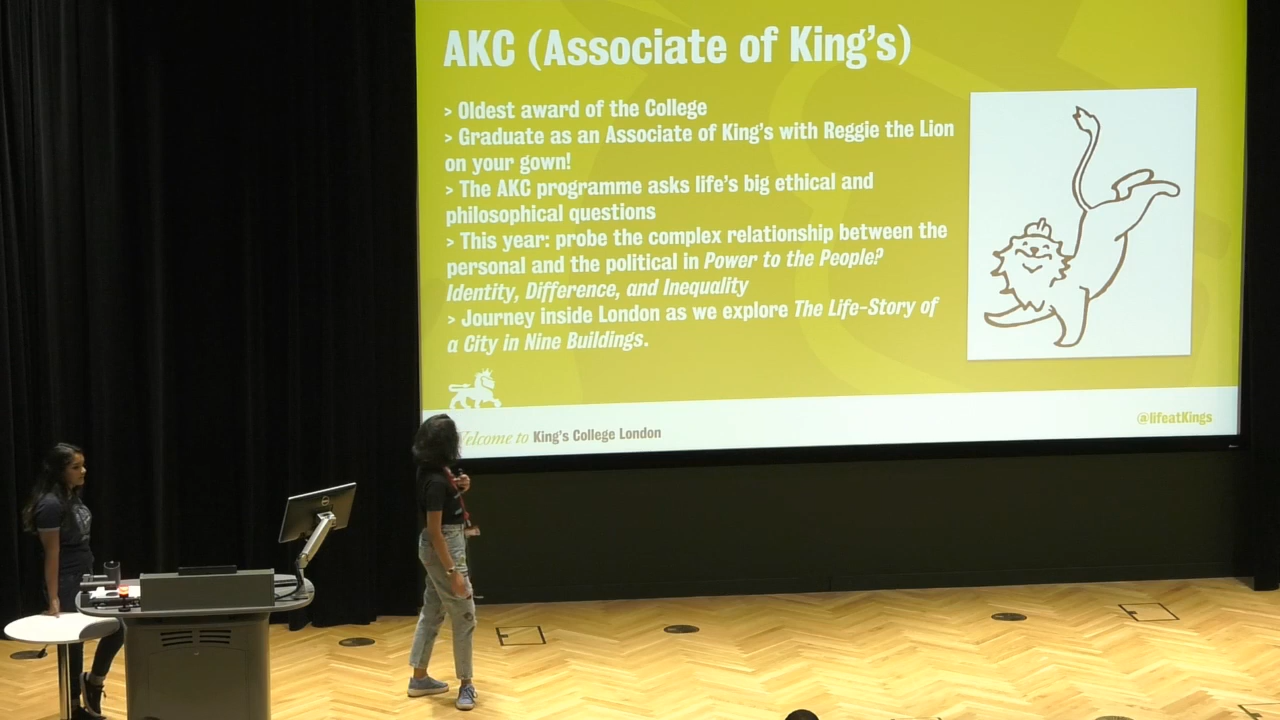 AKC (Associate of King's)
> Oldest award of the College
> Graduate as an Associate of King's with Reggie the Lion
on your gown!
> The AKC programme asks life's big ethical and
philosophical questions
> This year: probe the complex relationship between the
personal and the political in Power to the People?
Identity, Difference, and Inequality
> Journey inside London as we explore The Life-Story of
a City in Nine Buildings.
@lifeatKings
elcome to King's College London